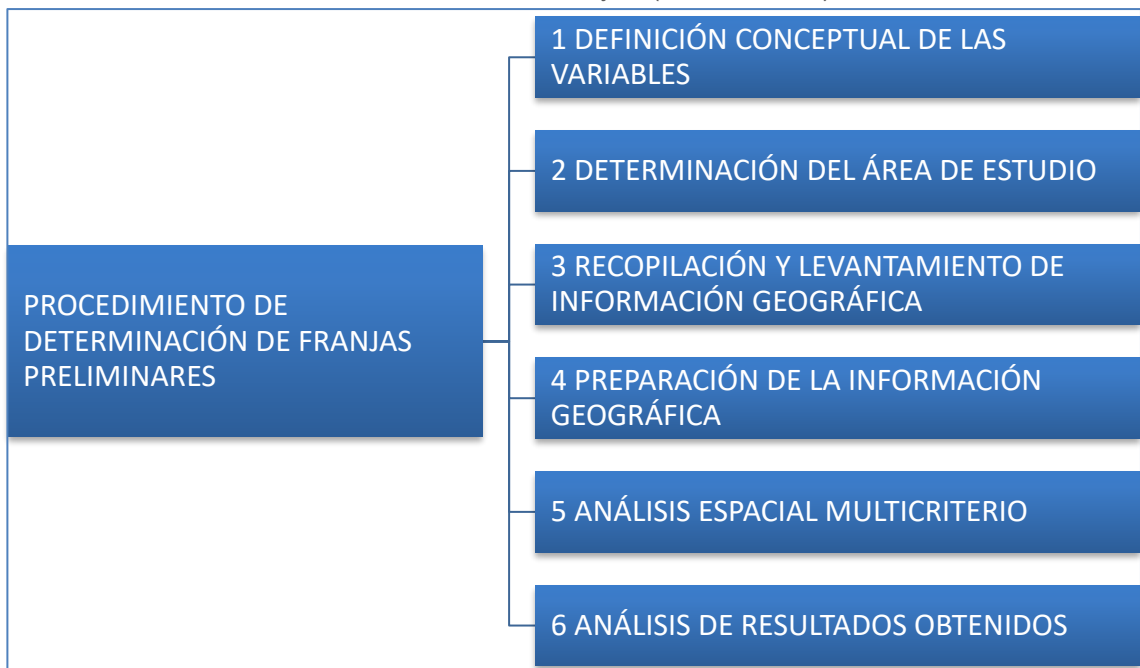 PROCEDIMIENTO DE
DETERMINACIÓN DE FRANJAS
PRELIMINARES
1 DEFINICIÓN CONCEPTUAL DE LAS
VARIABLES
2 DETERMINACIÓN DEL ÁREA DE ESTUDIO
3 RECOPILACIÓN Y LEVANTAMIENTO DE
INFORMACIÓN GEOGRÁFICA
4 PREPARACIÓN DE LA INFORMACIÓN
GEOGRÁFICA
5 ANÁLISIS ESPACIAL MULTICRITERIO
6 ANÁLISIS DE RESULTADOS OBTENIDOS